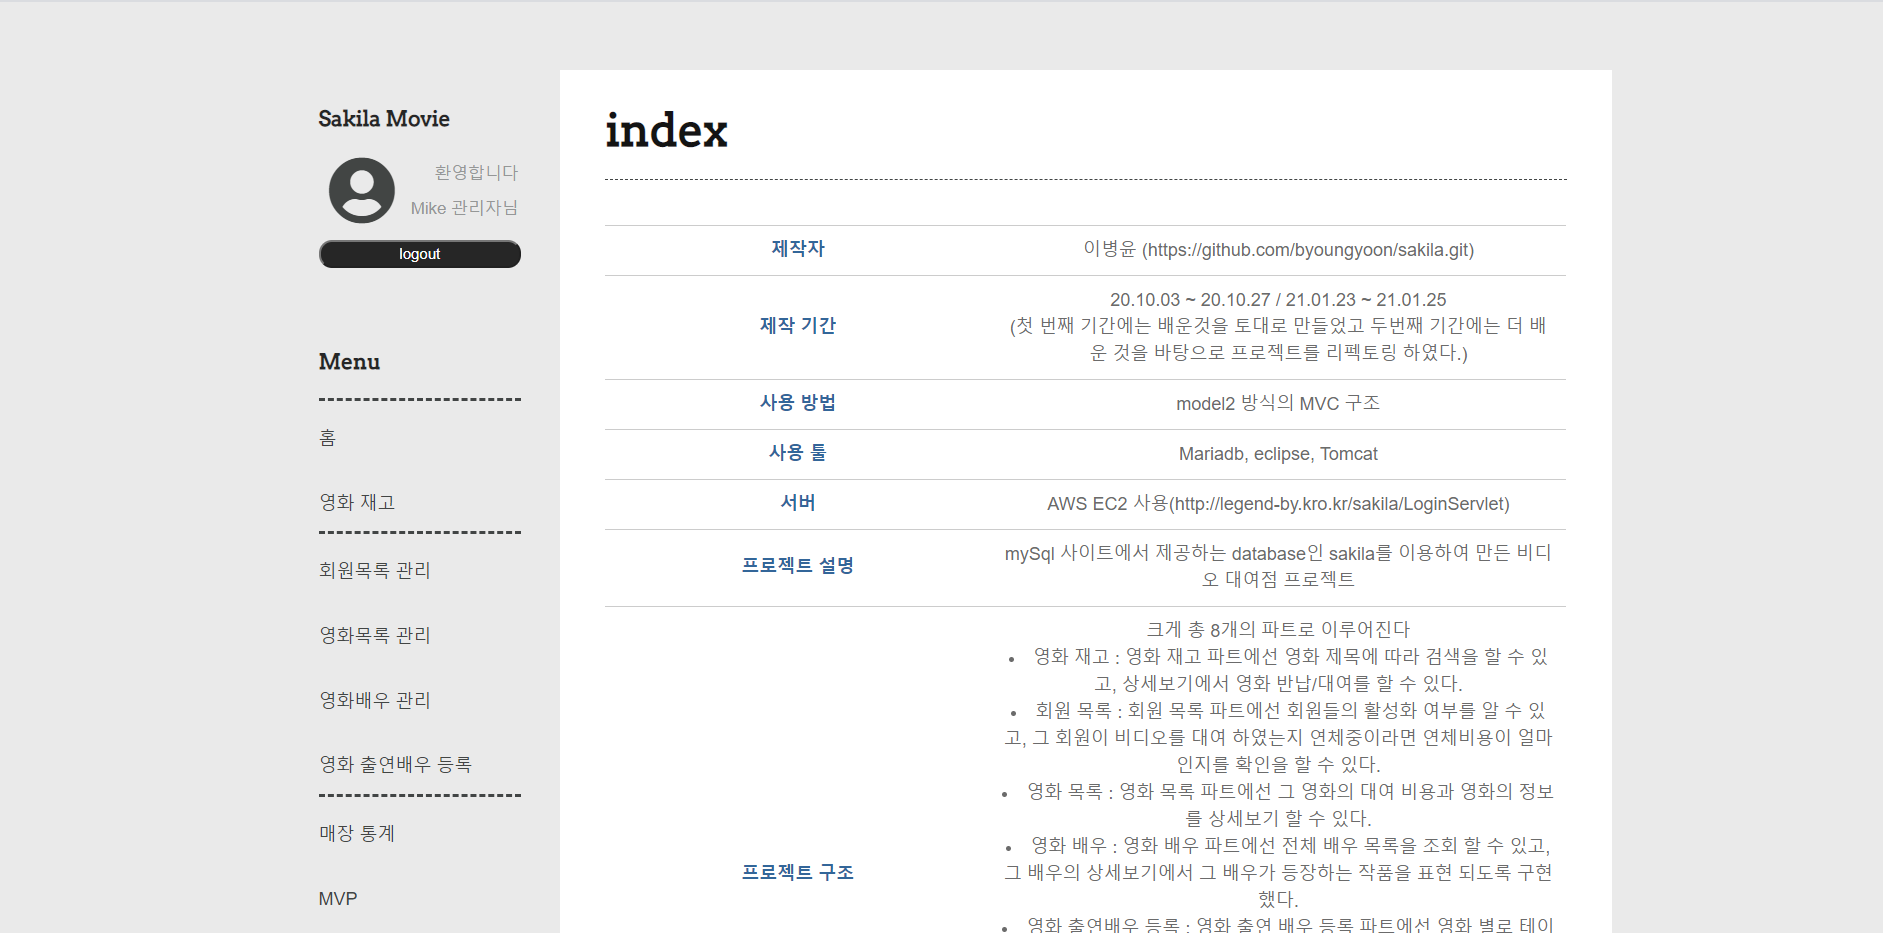 Sakila Movie
환영합니다
Mike 관리자님
logout
Menu
홈
영화 재고
회원목록 관리
영화목록 관리
영화배우 관리
영화 출연배우 등록
매장 통계
MVP
index
제작자
이병윤 (https://github.com/byoungyoon/sakila.git)
제작 기간
20.10.03 ~ 20.10.27 / 21.01.23 ~ 21.01.25
(첫 번째 기간에는 배운것을 토대로 만들었고 두번째 기간에는 더 배
운 것을 바탕으로 프로젝트를 리펙토링 하였다.)
사용 방법
model2 방식의 MVC 구조
사용 툴
Mariadb, eclipse, Tomcat
서버
AWS EC2 사용(http://legend-by.kro.kr/sakila/LoginServlet)
프로젝트 설명
mySql 사이트에서 제공하는 database인 sakila를 이용하여 만든 비디
오 대여점 프로젝트
프로젝트 구조
크게 총 8개의 파트로 이루어진다
• 영화 재고 : 영화 재고 파트에선 영화 제목에 따라 검색을 할 수 있
고, 상세보기에서 영화 반납/대여를 할 수 있다.
• 회원 목록 : 회원 목록 파트에선 회원들의 활성화 여부를 알 수 있
고, 그 회원이 비디오를 대여 하였는지 연체중이라면 연체비용이 얼마
인지를 확인을 할 수 있다.
• 영화 목록 : 영화 목록 파트에선 그 영화의 대여 비용과 영화의 정보
를 상세보기 할 수 있다.
• 영화 배우 : 영화 배우 파트에선 전체 배우 목록을 조회 할 수 있고,
그 배우의 상세보기에서 그 배우가 등장하는 작품을 표현 되도록 구현
했다.
• 영화 출연배우 등록 : 영화 출연 배우 등록 파트에선 영화 별로 테이